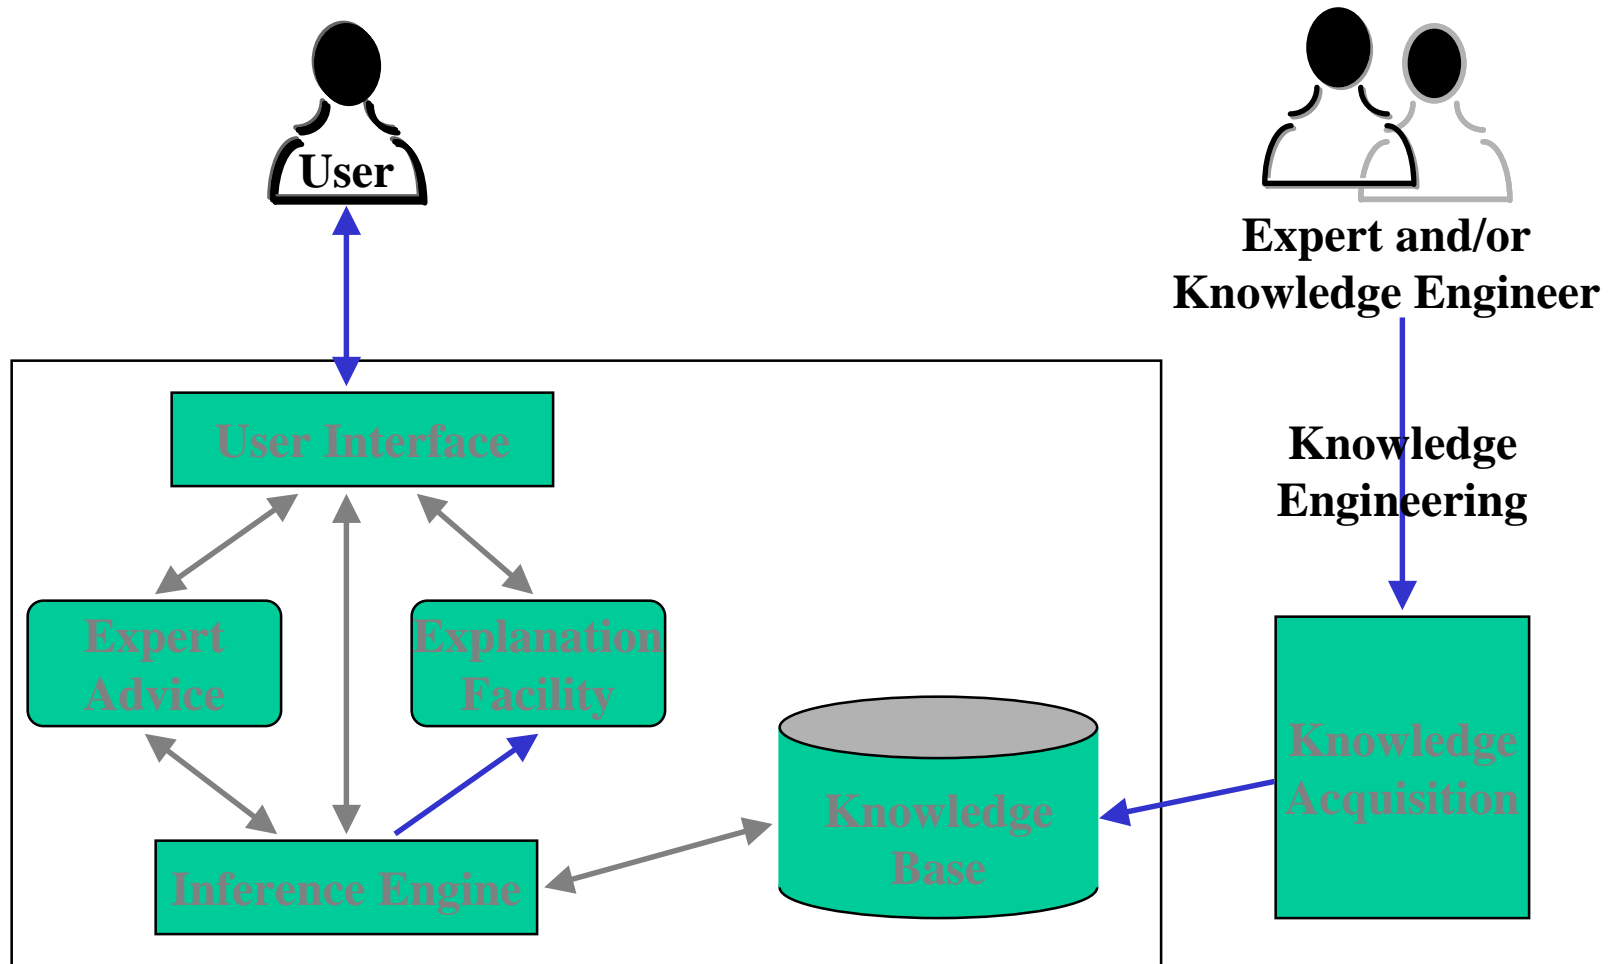 User
Expert and/or
Knowledge Engineer
User Interface
Knowledge
Engineering
Expert
Advice
Explanation
Facility
Knowledge
Acquisition
Knowledge
Base
Inference Engine